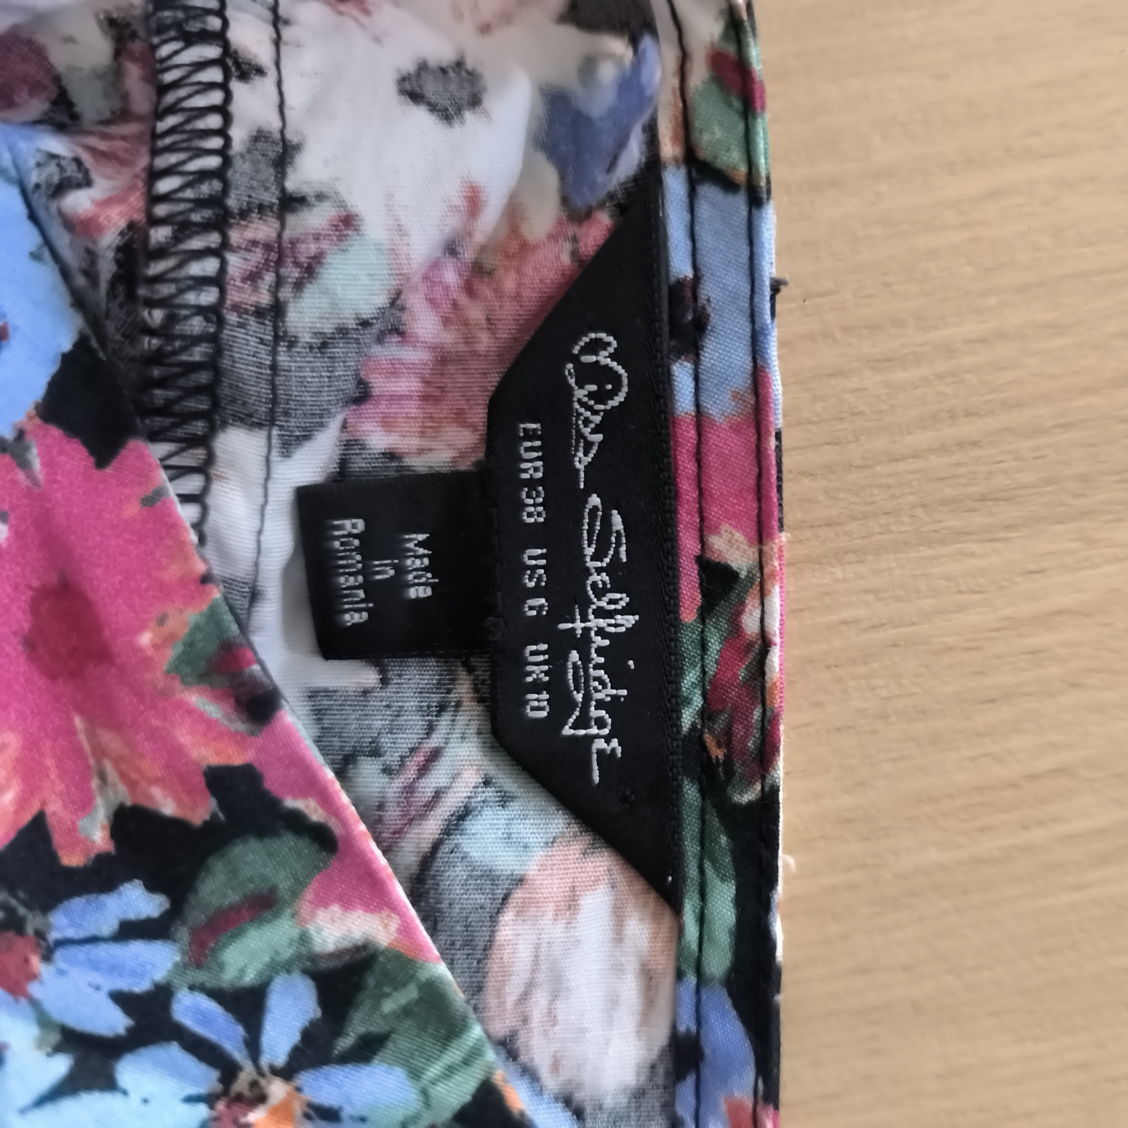 Miss Selfridge
EUR 38 US 6 UK 10
Made
in
Romania